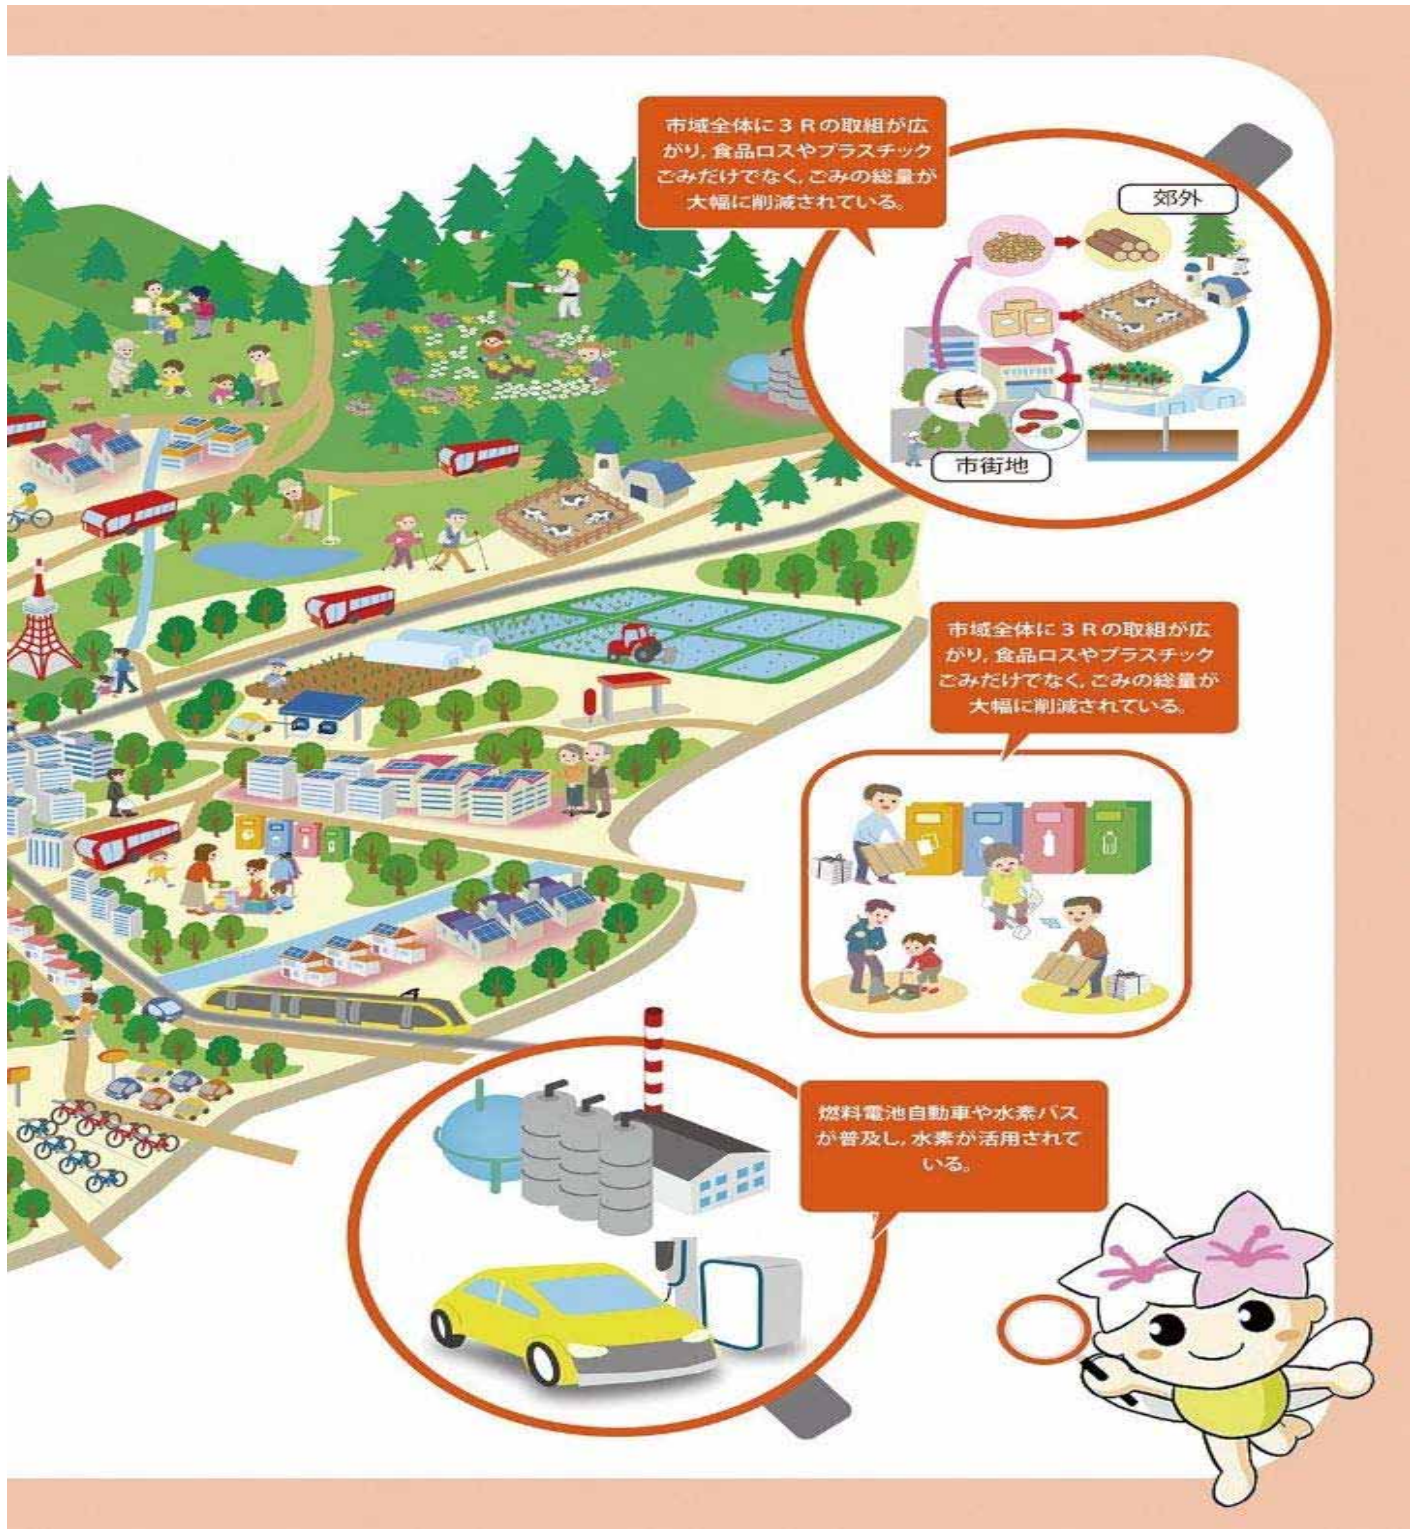 市域全体に３Ｒの取組が広
がり，食品ロスやプラスチック
ごみだけでなく，ごみの総量が
大幅に削減されている。
郊外
市街地
市域全体に３Ｒの取組が広
がり，食品ロスやプラスチック
ごみだけでなく，ごみの総量が
大幅に削減されている。
燃料電池自動車や水素バス
が普及し，水素が活用されて
いる。